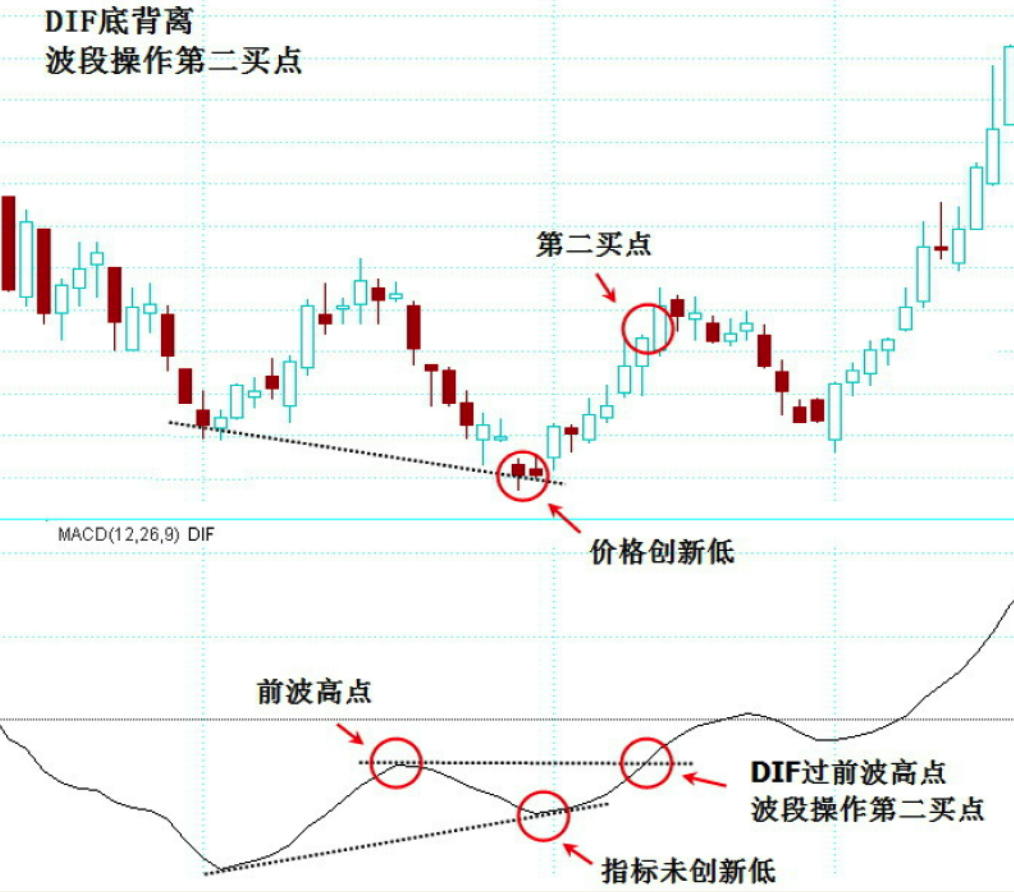 DIF底背离
波段操作第二买点
第二买点
价格创新低
MACD(12,26,9) DIF
前波高点
DIF过前波高点
波段操作第二买点
指标未创新低